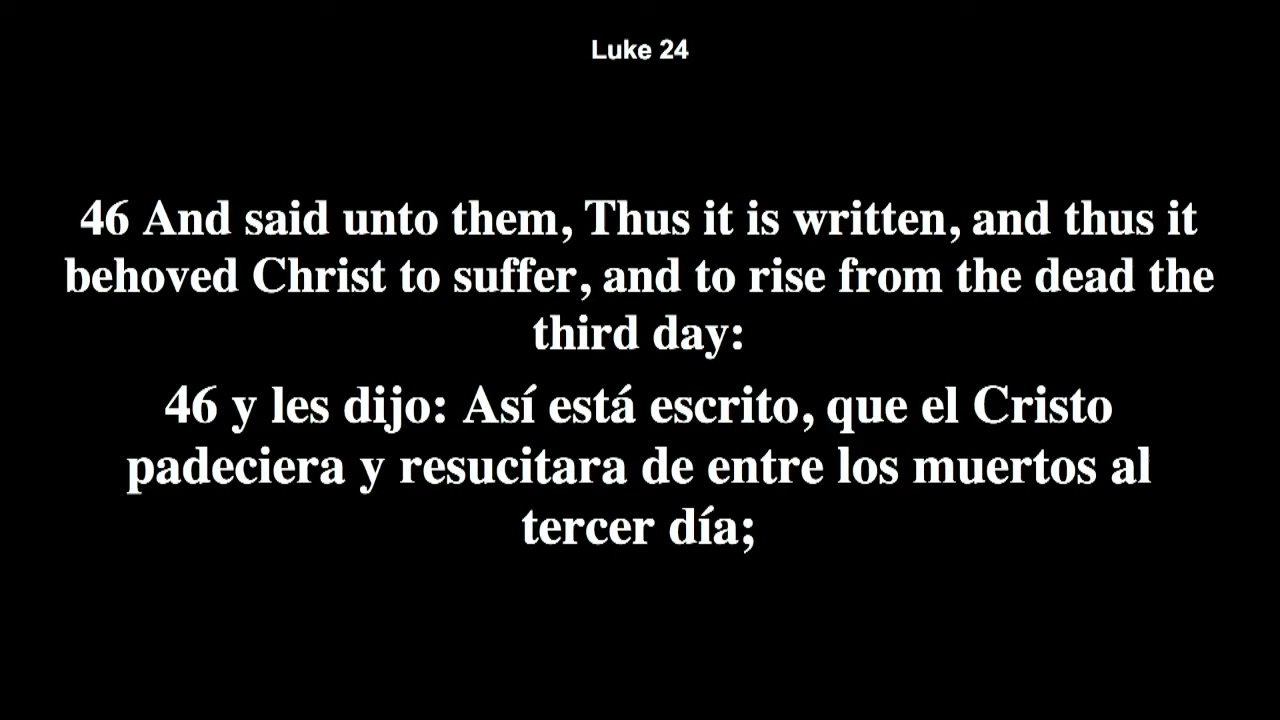 Luke 24
46 And said unto them, Thus it is written, and thus it
behoved Christ to suffer, and to rise from the dead the
third day:
46 y les dijo: Así está escrito, que el Cristo
padeciera y resucitara de entre los muertos al
tercer día;